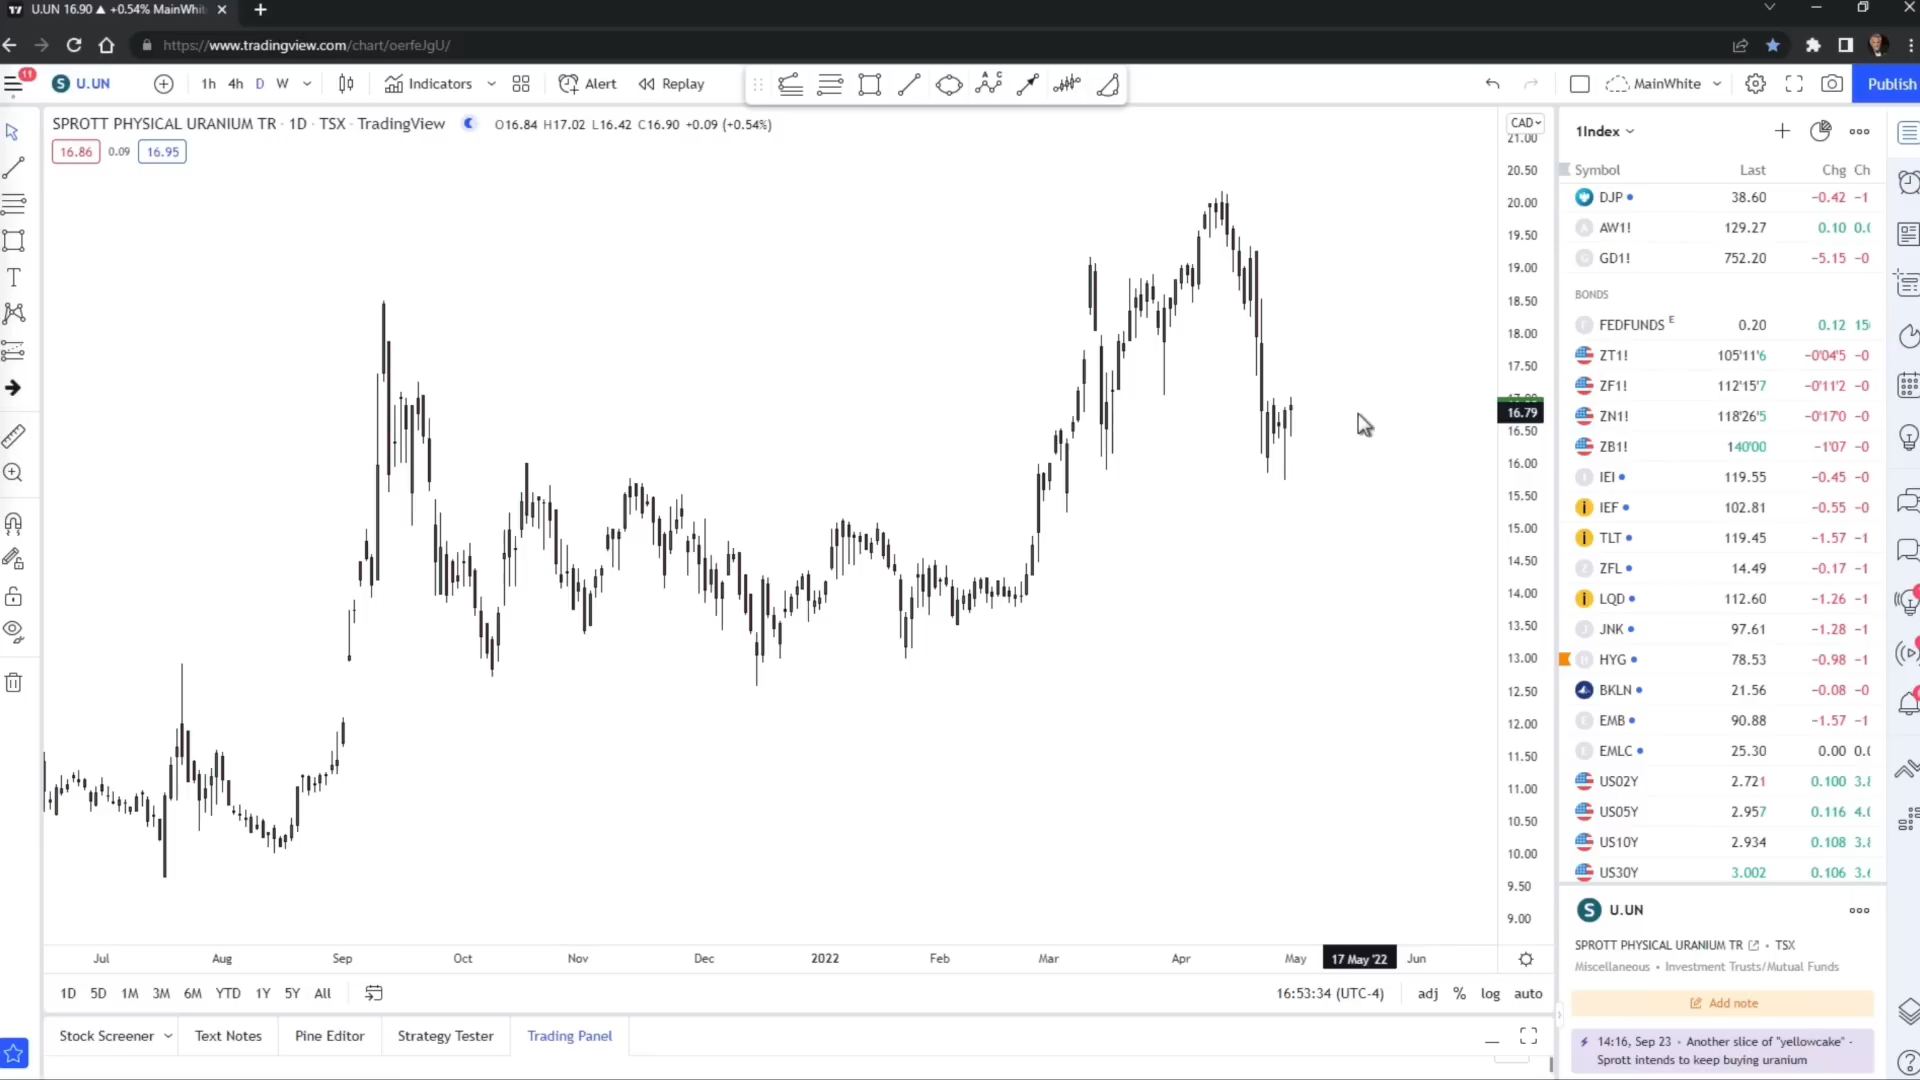 U.UN 16.90 ▲ +0.54% MainWhit
https://www.tradingview.com/chart/oerfeJgU/
11
S U.UN
1h 4h D W
Indicators
Alert
Replay
MainWhite
Publish
SPROTT PHYSICAL URANIUM TR · 1D · TSX · TradingView
O16.84 H17.02 L16.42 C16.90 +0.09 (+0.54%)
16.86 0.09 16.95
CAD
21.00
20.50
20.00
19.50
19.00
18.50
18.00
17.50
16.79
16.50
16.00
15.50
15.00
14.50
14.00
13.50
13.00
12.50
12.00
11.50
11.00
10.50
10.00
9.50
9.00
Jul Aug Sep Oct Nov Dec 2022 Feb Mar Apr May 17 May '22 Jun
1D 5D 1M 3M 6M YTD 1Y 5Y All
16:53:34 (UTC-4) adj % log auto
Stock Screener Text Notes Pine Editor Strategy Tester Trading Panel
1Index
Symbol Last Chg Ch
DJP 38.60 −0.42 −1
AW1! 129.27 0.10 0.0
GD1! 752.20 −5.15 −0
BONDS
FEDFUNDS E 0.20 0.12 15
ZT1! 105'11'6 −0'04'5 −0
ZF1! 112'15'7 −0'11'2 −0
ZN1! 118'26'5 −0'17'0 −0
ZB1! 140'00 −1'07 −0
IEI 119.55 −0.45 −0
IEF 102.81 −0.55 −0
TLT 119.45 −1.57 −1
ZFL 14.49 −0.17 −1
LQD 112.60 −1.26 −1
JNK 97.61 −1.28 −1
HYG 78.53 −0.98 −1
BKLN 21.56 −0.08 −0
EMB 90.88 −1.57 −1
EMLC 25.30 0.00 0.0
US02Y 2.721 0.100 3.8
US05Y 2.957 0.116 4.0
US10Y 2.934 0.108 3.8
US30Y 3.002 0.106 3.6
S U.UN
SPROTT PHYSICAL URANIUM TR • TSX
Miscellaneous • Investment Trusts/Mutual Funds
Add note
14:16, Sep 23 • Another slice of "yellowcake" -
Sprott intends to keep buying uranium